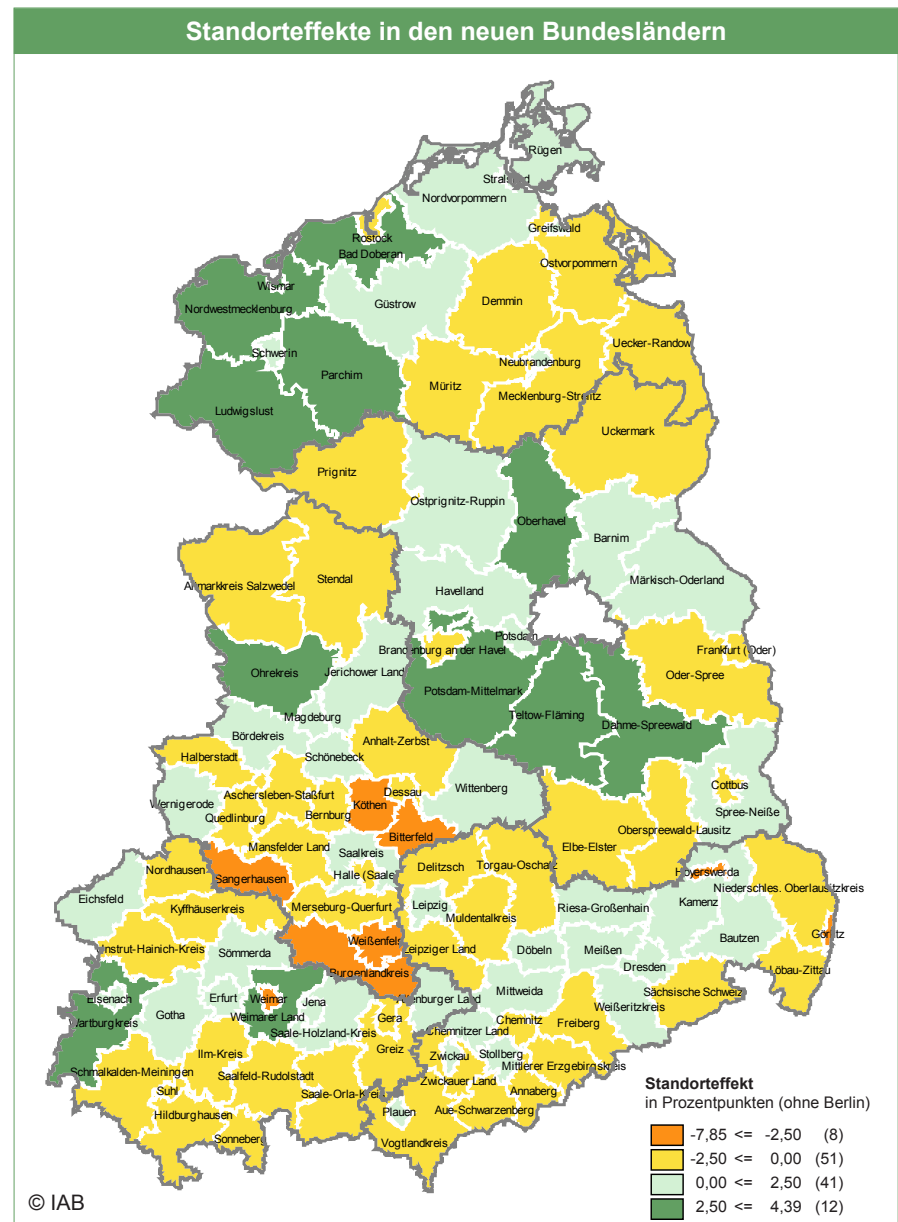 Standorteffekte in den neuen Bundesländern
Rügen
Stralsund
Nordvorpommern
Greifswald
Rostock
Bad Doberan
Ostvorpommern
Wismar
Nordwestmecklenburg
Güstrow
Demmin
Uecker-Randow
Schwerin
Neubrandenburg
Parchim
Müritz
Mecklenburg-Strelitz
Ludwigslust
Uckermark
Prignitz
Ostprignitz-Ruppin
Oberhavel
Barnim
Altmarkkreis Salzwedel
Stendal
Märkisch-Oderland
Havelland
Potsdam
Brandenburg an der Havel
Frankfurt (Oder)
Ohrekreis
Jerichower Land
Oder-Spree
Potsdam-Mittelmark
Teltow-Fläming
Dahme-Spreewald
Magdeburg
Bördekreis
Anhalt-Zerbst
Halberstadt
Schönebeck
Wittenberg
Cottbus
Aschersleben-Staßfurt
Dessau
Wernigerode
Köthen
Spree-Neiße
Quedlinburg
Bernburg
Oberspreewald-Lausitz
Bitterfeld
Elbe-Elster
Mansfelder Land
Saalkreis
Delitzsch
Torgau-Oschatz
Nordhausen
Sangerhausen
Halle (Saale)
Hoyerswerda
Niederschles. Oberlausitzkreis
Eichsfeld
Kyffhäuserkreis
Merseburg-Querfurt
Leipzig
Muldentalkreis
Riesa-Großenhain
Kamenz
Görlitz
Unstrut-Hainich-Kreis
Sömmerda
Weißenfels
Leipziger Land
Döbeln
Meißen
Bautzen
Burgenlandkreis
Dresden
Löbau-Zittau
Eisenach
Erfurt
Weimar
Jena
Altenburger Land
Mittweida
Sächsische Schweiz
Wartburgkreis
Gotha
Weimarer Land
Saale-Holzland-Kreis
Gera
Chemnitzer Land
Chemnitz
Freiberg
Weißeritzkreis
Ilm-Kreis
Greiz
Zwickau
Stollberg
Mittlerer Erzgebirgskreis
Schmalkalden-Meiningen
Saalfeld-Rudolstadt
Suhl
Saale-Orla-Kreis
Zwickauer Land
Annaberg
Hildburghausen
Plauen
Aue-Schwarzenberg
Sonneberg
Vogtlandkreis
Standorteffekt
in Prozentpunkten (ohne Berlin)
-7,85 <= -2,50 (8)
-2,50 <= 0,00 (51)
0,00 <= 2,50 (41)
2,50 <= 4,39 (12)
© IAB